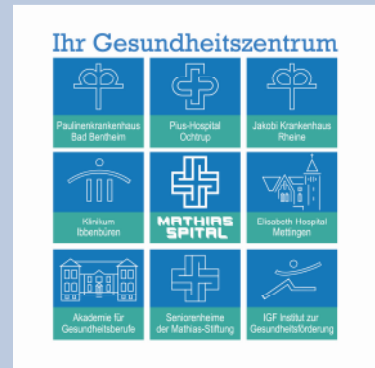 Ihr Gesundheitszentrum
Paulinenkrankenhaus
Bad Bentheim
Pius-Hospital
Ochtrup
Jakobi Krankenhaus
Rheine
Klinikum
Ibbenbüren
MATHIAS
SPITAL
Elisabeth Hospital
Mettingen
Akademie für
Gesundheitsberufe
Seniorenheime
der Mathias-Stiftung
IGF Institut zur
Gesundheitsförderung